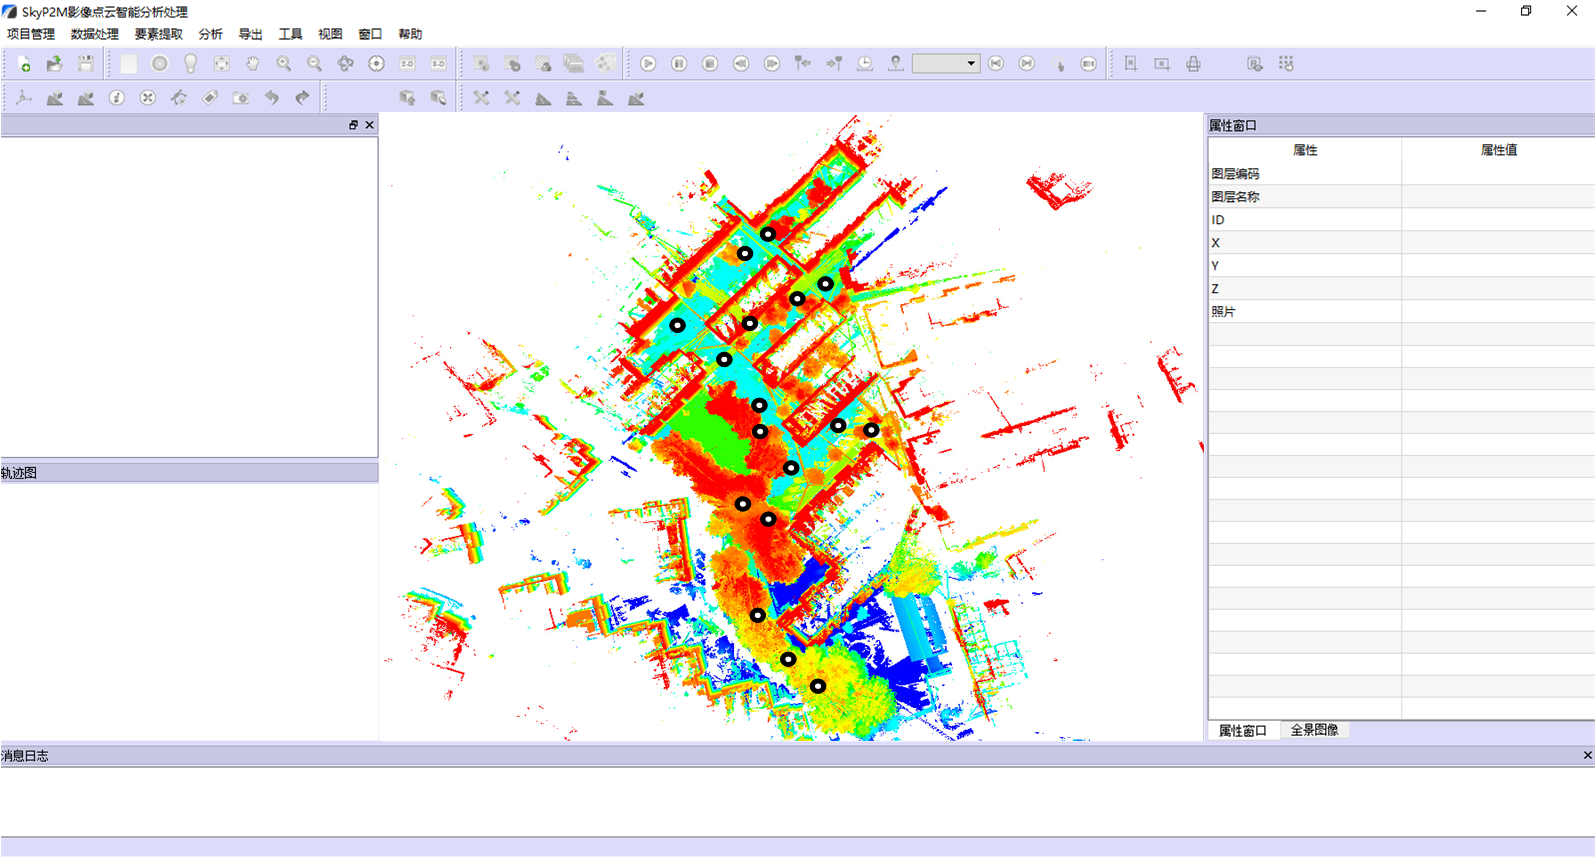 SkyP2M影像点云智能分析处理
项目管理 数据处理 要素提取 分析 导出 工具 视图 窗口 帮助
2-D 3-D
属性窗口
属性 属性值
图层编码
图层名称
ID
X
Y
Z
照片
轨迹图
属性窗口 全景图像
消息日志